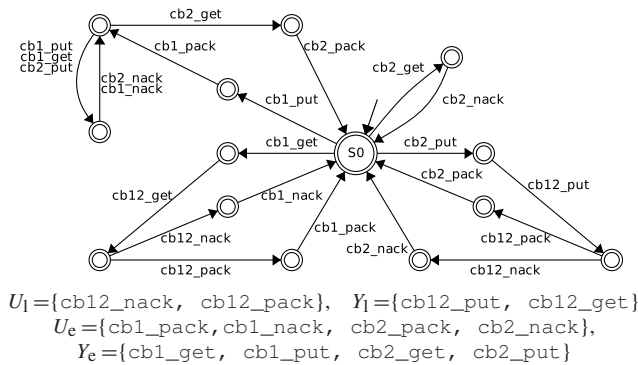 cb2_get
cb1_put
cb1_get
cb2_put
cb1_pack
cb2_pack
cb2_get
cb2_nack
cb1_nack
cb1_put
cb2_nack
cb1_get
S0
cb2_put
cb12_get
cb1_nack
cb2_pack
cb12_put
cb12_nack
cb1_pack
cb2_nack
cb12_pack
cb12_pack
cb12_nack
U_l={cb12_nack, cb12_pack}, Y_l={cb12_put, cb12_get}
U_e={cb1_pack,cb1_nack, cb2_pack, cb2_nack},
Y_e={cb1_get, cb1_put, cb2_get, cb2_put}